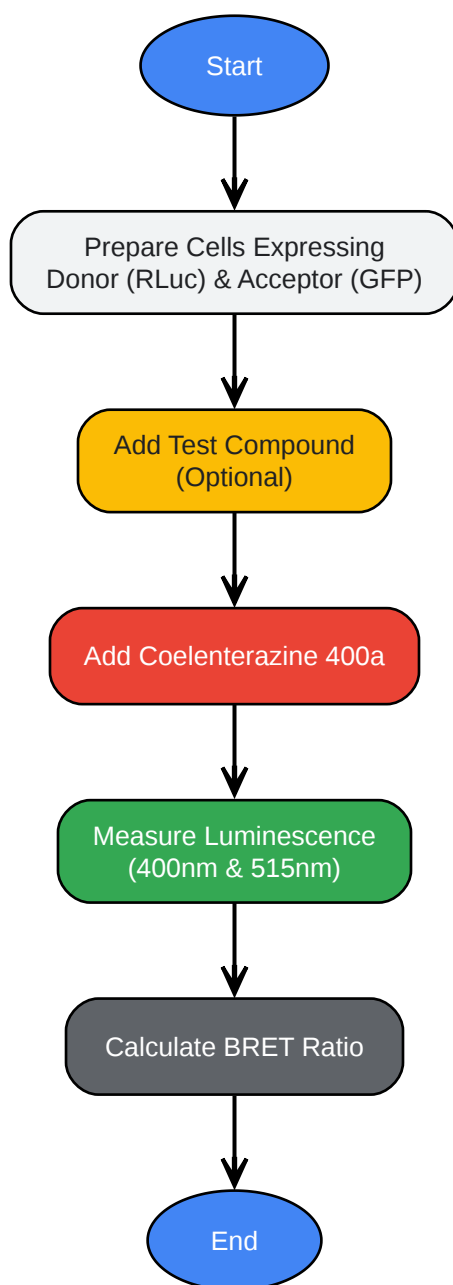 Start
Prepare Cells Expressing
Donor (RLuc) & Acceptor (GFP)
Add Test Compound
(Optional)
Add Coelenterazine 400a
Measure Luminescence
(400nm & 515nm)
Calculate BRET Ratio
End